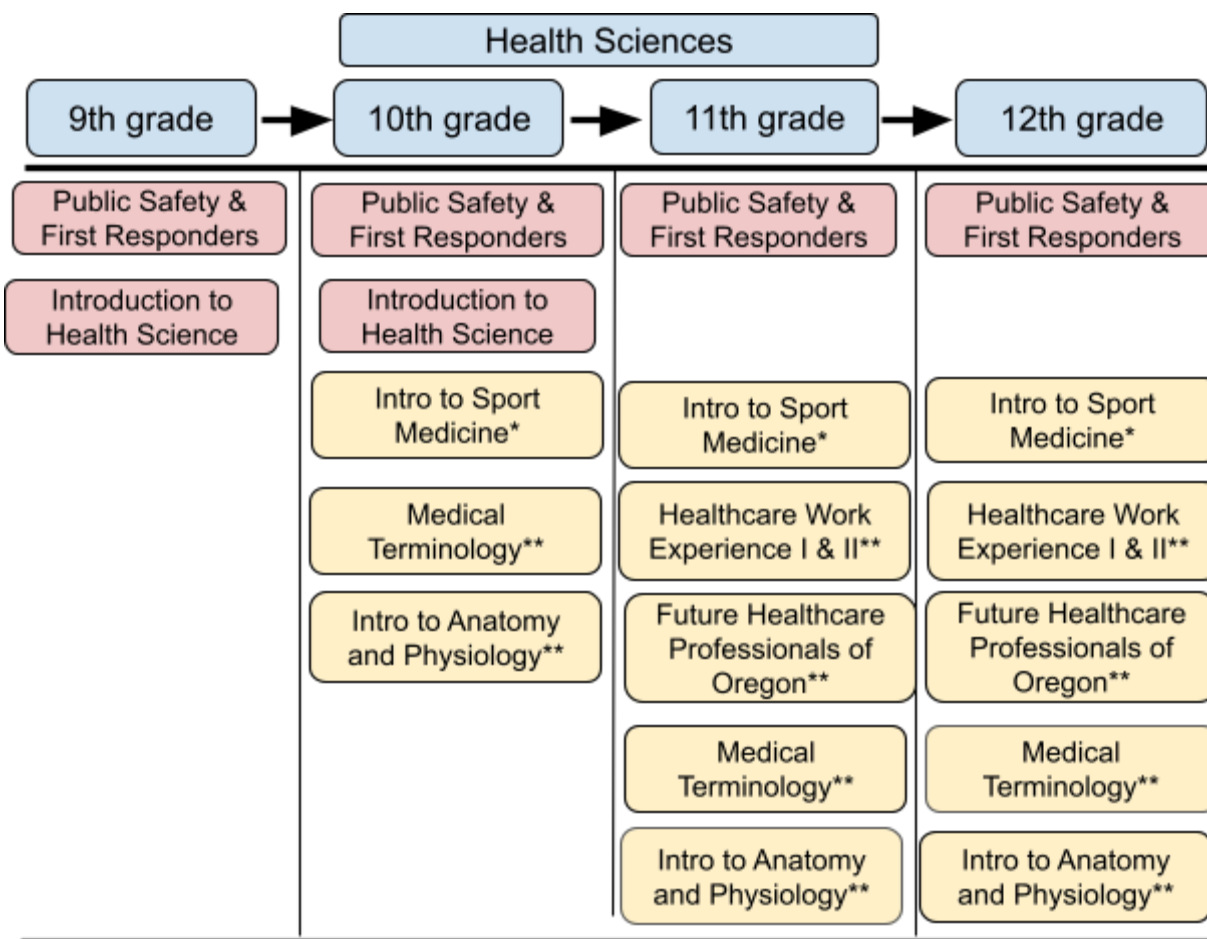 Health Sciences
9th grade
10th grade
11th grade
12th grade
Public Safety &
First Responders
Introduction to
Health Science
Public Safety &
First Responders
Introduction to
Health Science
Intro to Sport
Medicine*
Medical
Terminology**
Intro to Anatomy
and Physiology**
Public Safety &
First Responders
Intro to Sport
Medicine*
Healthcare Work
Experience I & II**
Future Healthcare
Professionals of
Oregon**
Medical
Terminology**
Intro to Anatomy
and Physiology**
Public Safety &
First Responders
Intro to Sport
Medicine*
Healthcare Work
Experience I & II**
Future Healthcare
Professionals of
Oregon**
Medical
Terminology**
Intro to Anatomy
and Physiology**